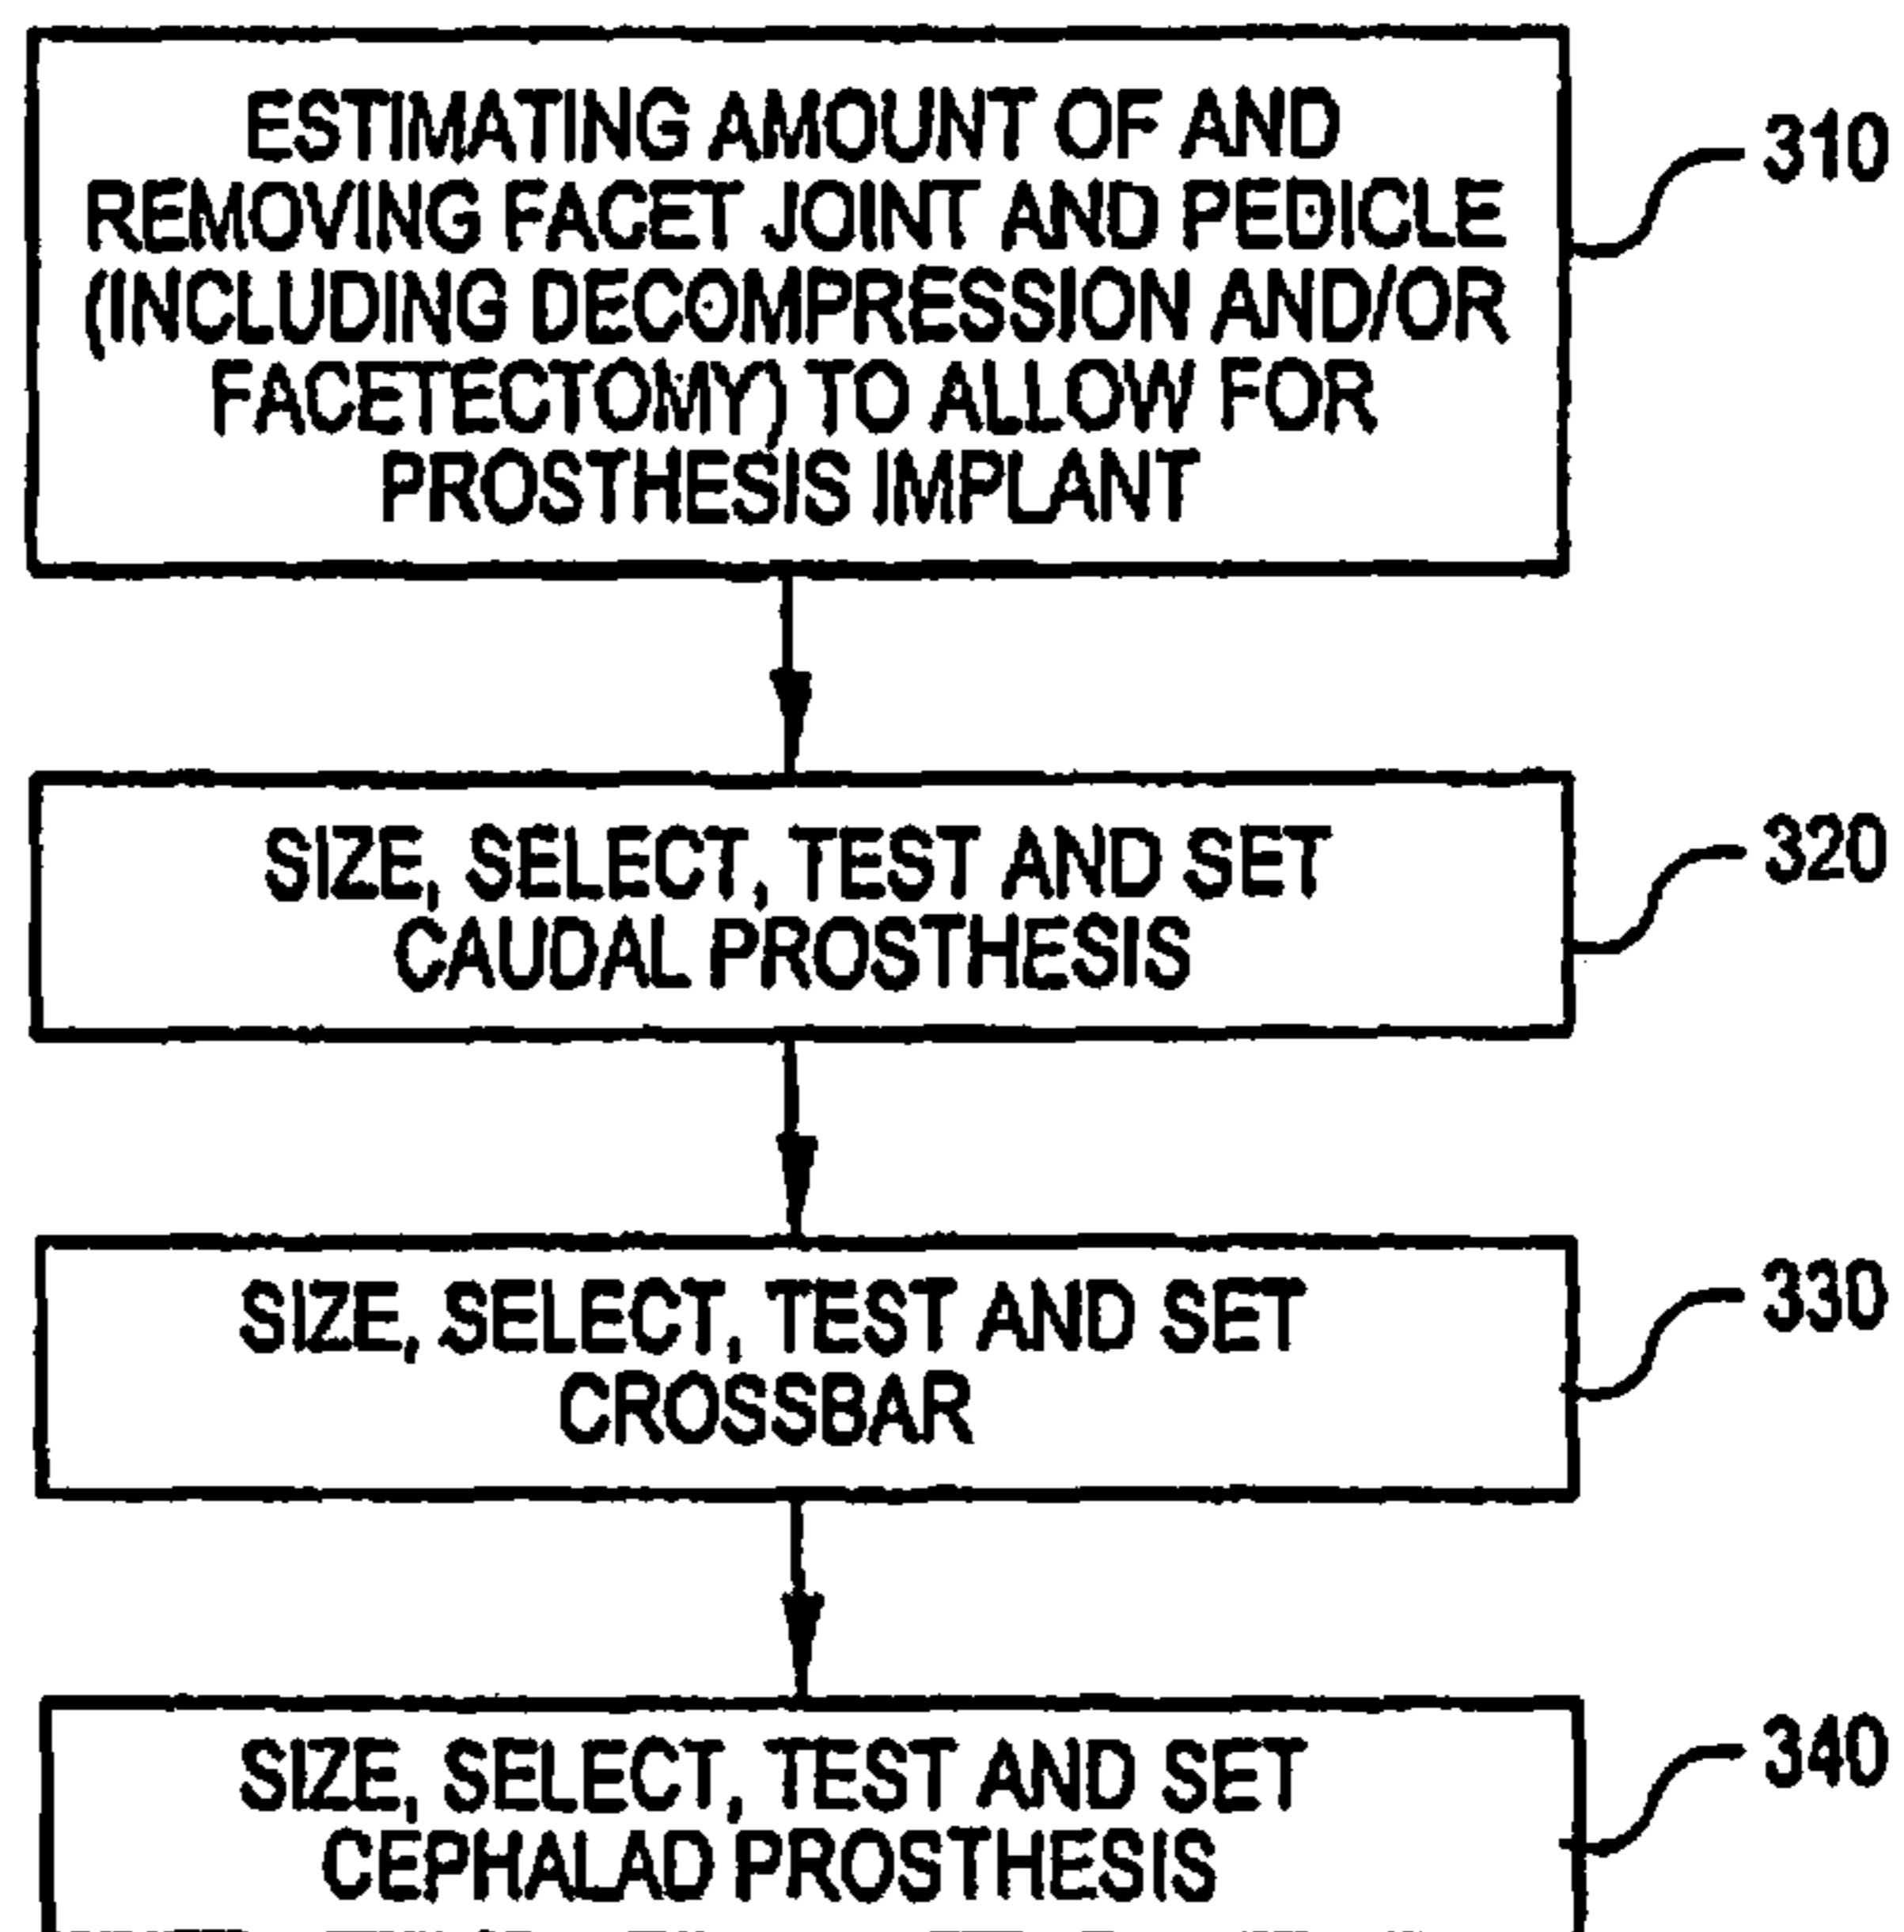 ESTIMATING AMOUNT OF AND
REMOVING FACET JOINT AND PEDICLE
(INCLUDING DECOMPRESSION AND/OR
FACETECTOMY) TO ALLOW FOR
PROSTHESIS IMPLANT
310
SIZE, SELECT, TEST AND SET
CAUDAL PROSTHESIS
320
SIZE, SELECT, TEST AND SET
CROSSBAR
330
SIZE, SELECT, TEST AND SET
CEPHALAD PROSTHESIS
340